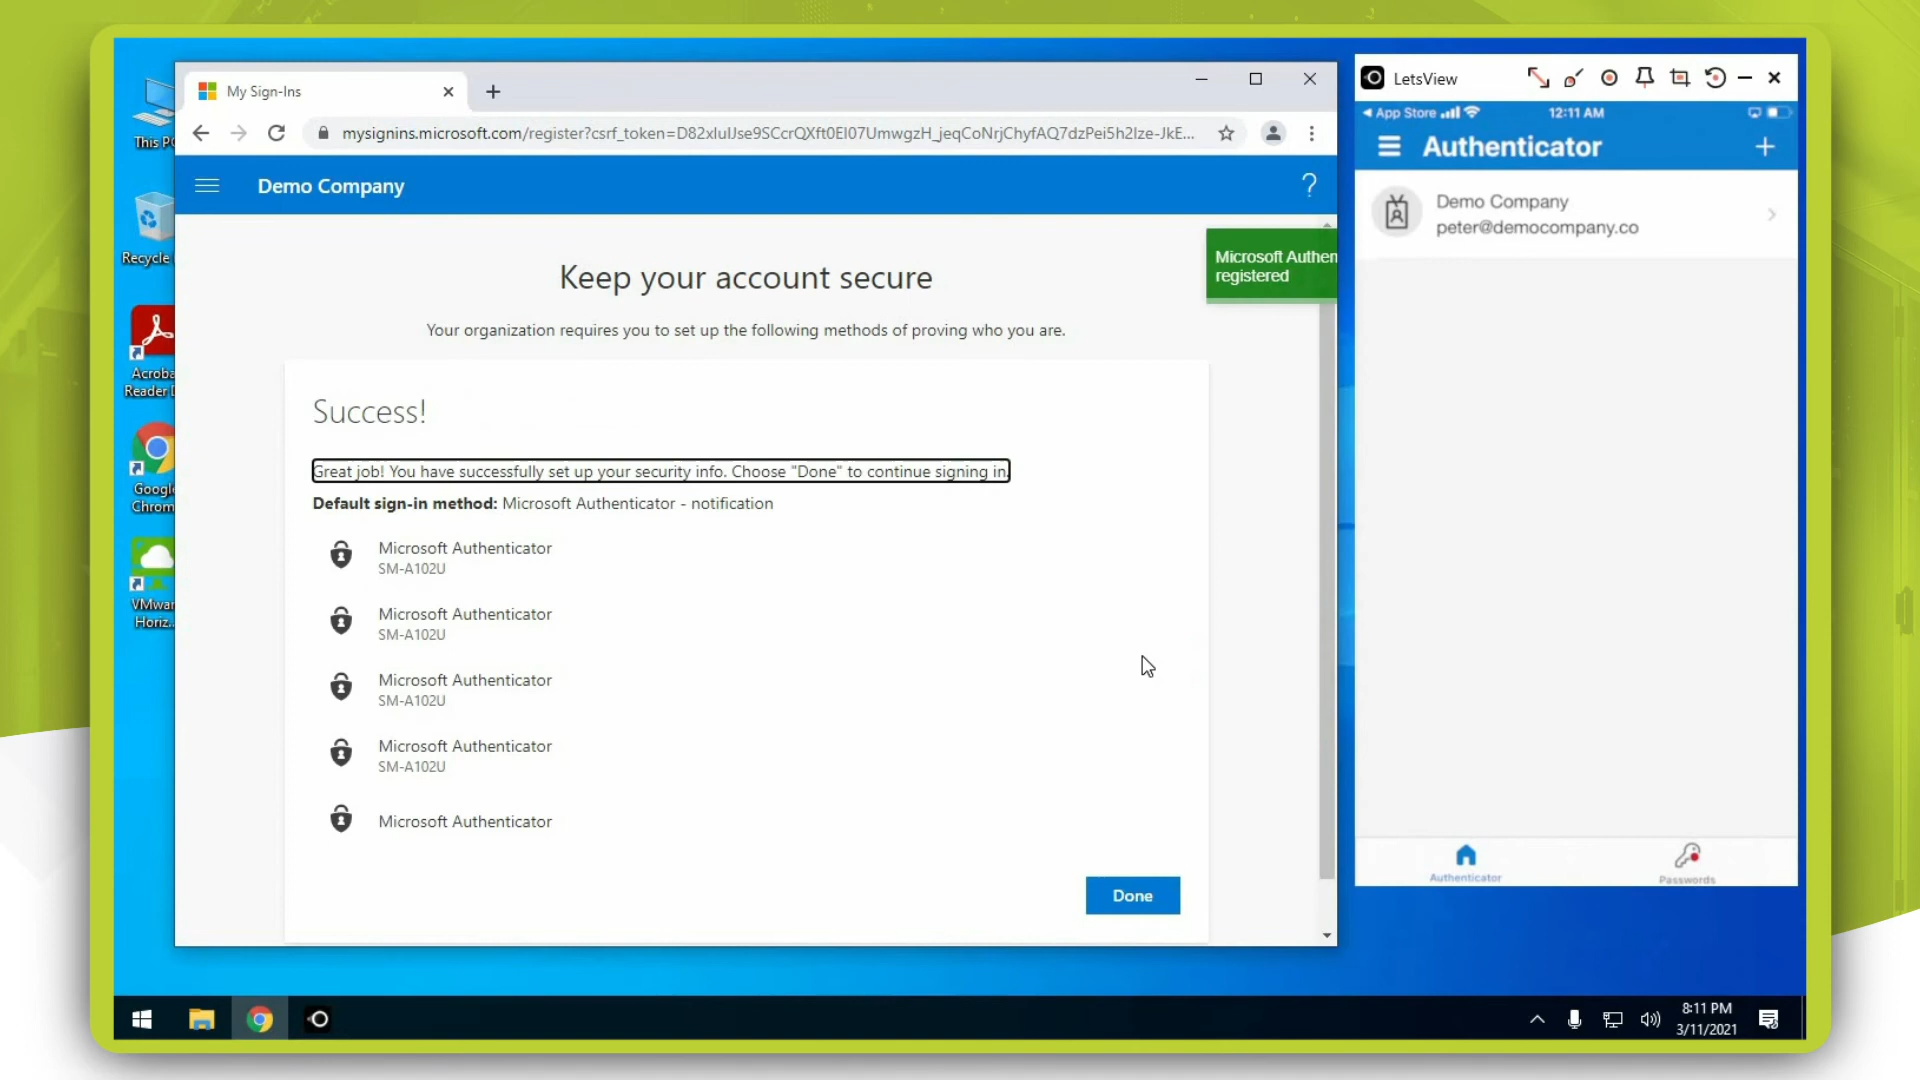 This PC
Recycle
Acroba
Reader D
Google
Chrom
VMwar
Horiz...
My Sign-Ins
mysignins.microsoft.com/register?csrf_token=D82xIuIJse9SCcrQXft0EI07UmwgzH_jeqCoNrjChyfAQ7dzPei5h2Ize-JkE...
Demo Company
?
Microsoft Authen
registered
Keep your account secure
Your organization requires you to set up the following methods of proving who you are.
Success!
Great job! You have successfully set up your security info. Choose "Done" to continue signing in.
Default sign-in method: Microsoft Authenticator - notification
Microsoft Authenticator
SM-A102U
Microsoft Authenticator
SM-A102U
Microsoft Authenticator
SM-A102U
Microsoft Authenticator
SM-A102U
Microsoft Authenticator
Done
LetsView
App Store
12:11 AM
Authenticator
Demo Company
peter@democompany.co
Authenticator
Passwords
8:11 PM
3/11/2021